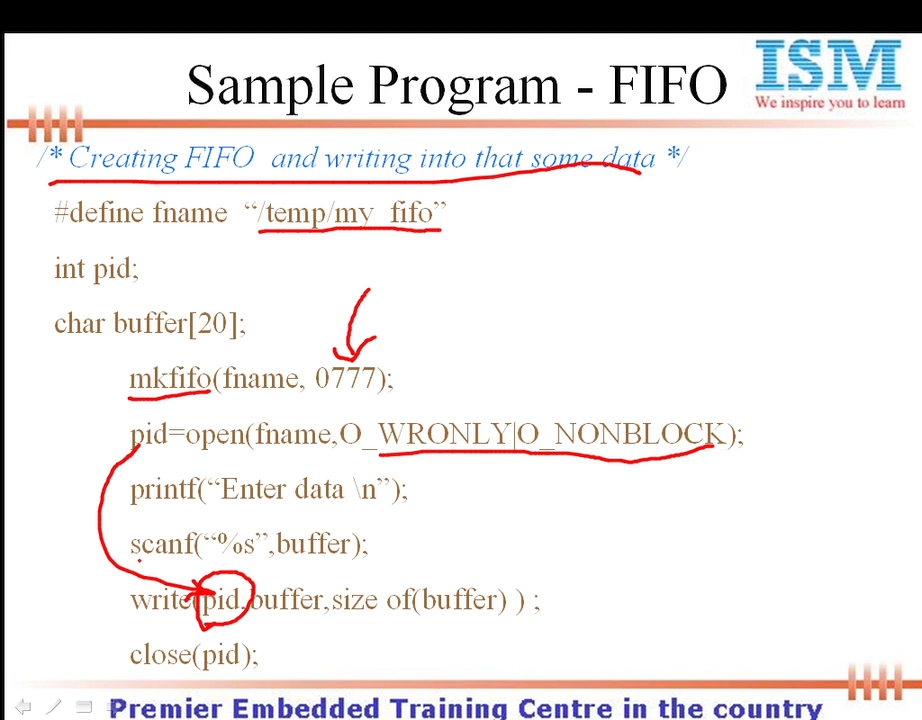 Sample Program - FIFO
ISM
We inspire you to learn
/* Creating FIFO and writing into that some data */
#define fname “/temp/my_fifo”
int pid;
char buffer[20];
mkfifo(fname, 0777);
pid=open(fname,O_WRONLY|O_NONBLOCK);
printf(“Enter data \n”);
scanf(“%s”,buffer);
write(pid,buffer,size of(buffer) ) ;
close(pid);
Premier Embedded Training Centre in the country